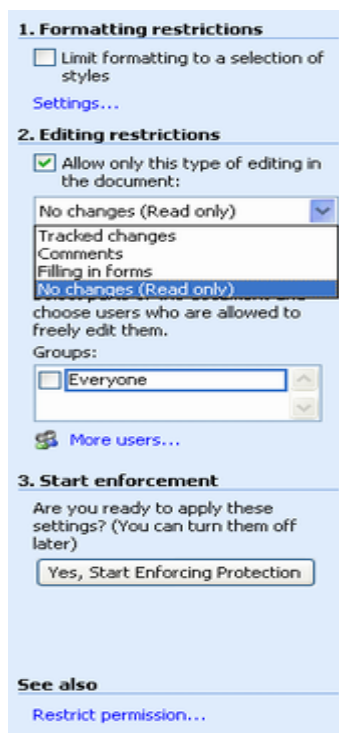 1. Formatting restrictions
Limit formatting to a selection of
styles
Settings...
2. Editing restrictions
Allow only this type of editing in
the document:
No changes (Read only)
Tracked changes
Comments
Filling in forms
No changes (Read only)
choose users who are allowed to
freely edit them.
Groups:
Everyone
More users...
3. Start enforcement
Are you ready to apply these
settings? (You can turn them off
later)
Yes, Start Enforcing Protection
See also
Restrict permission...